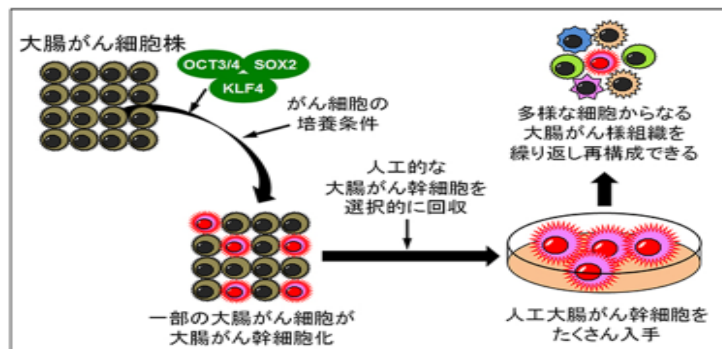 大腸がん細胞株
OCT3/4 SOX2
KLF4
がん細胞の
培養条件
一部の大腸がん細胞が
大腸がん幹細胞化
人工的な
大腸がん幹細胞を
選択的に回収
人工大腸がん幹細胞を
たくさん入手
多様な細胞からなる
大腸がん様組織を
繰り返し再構成できる